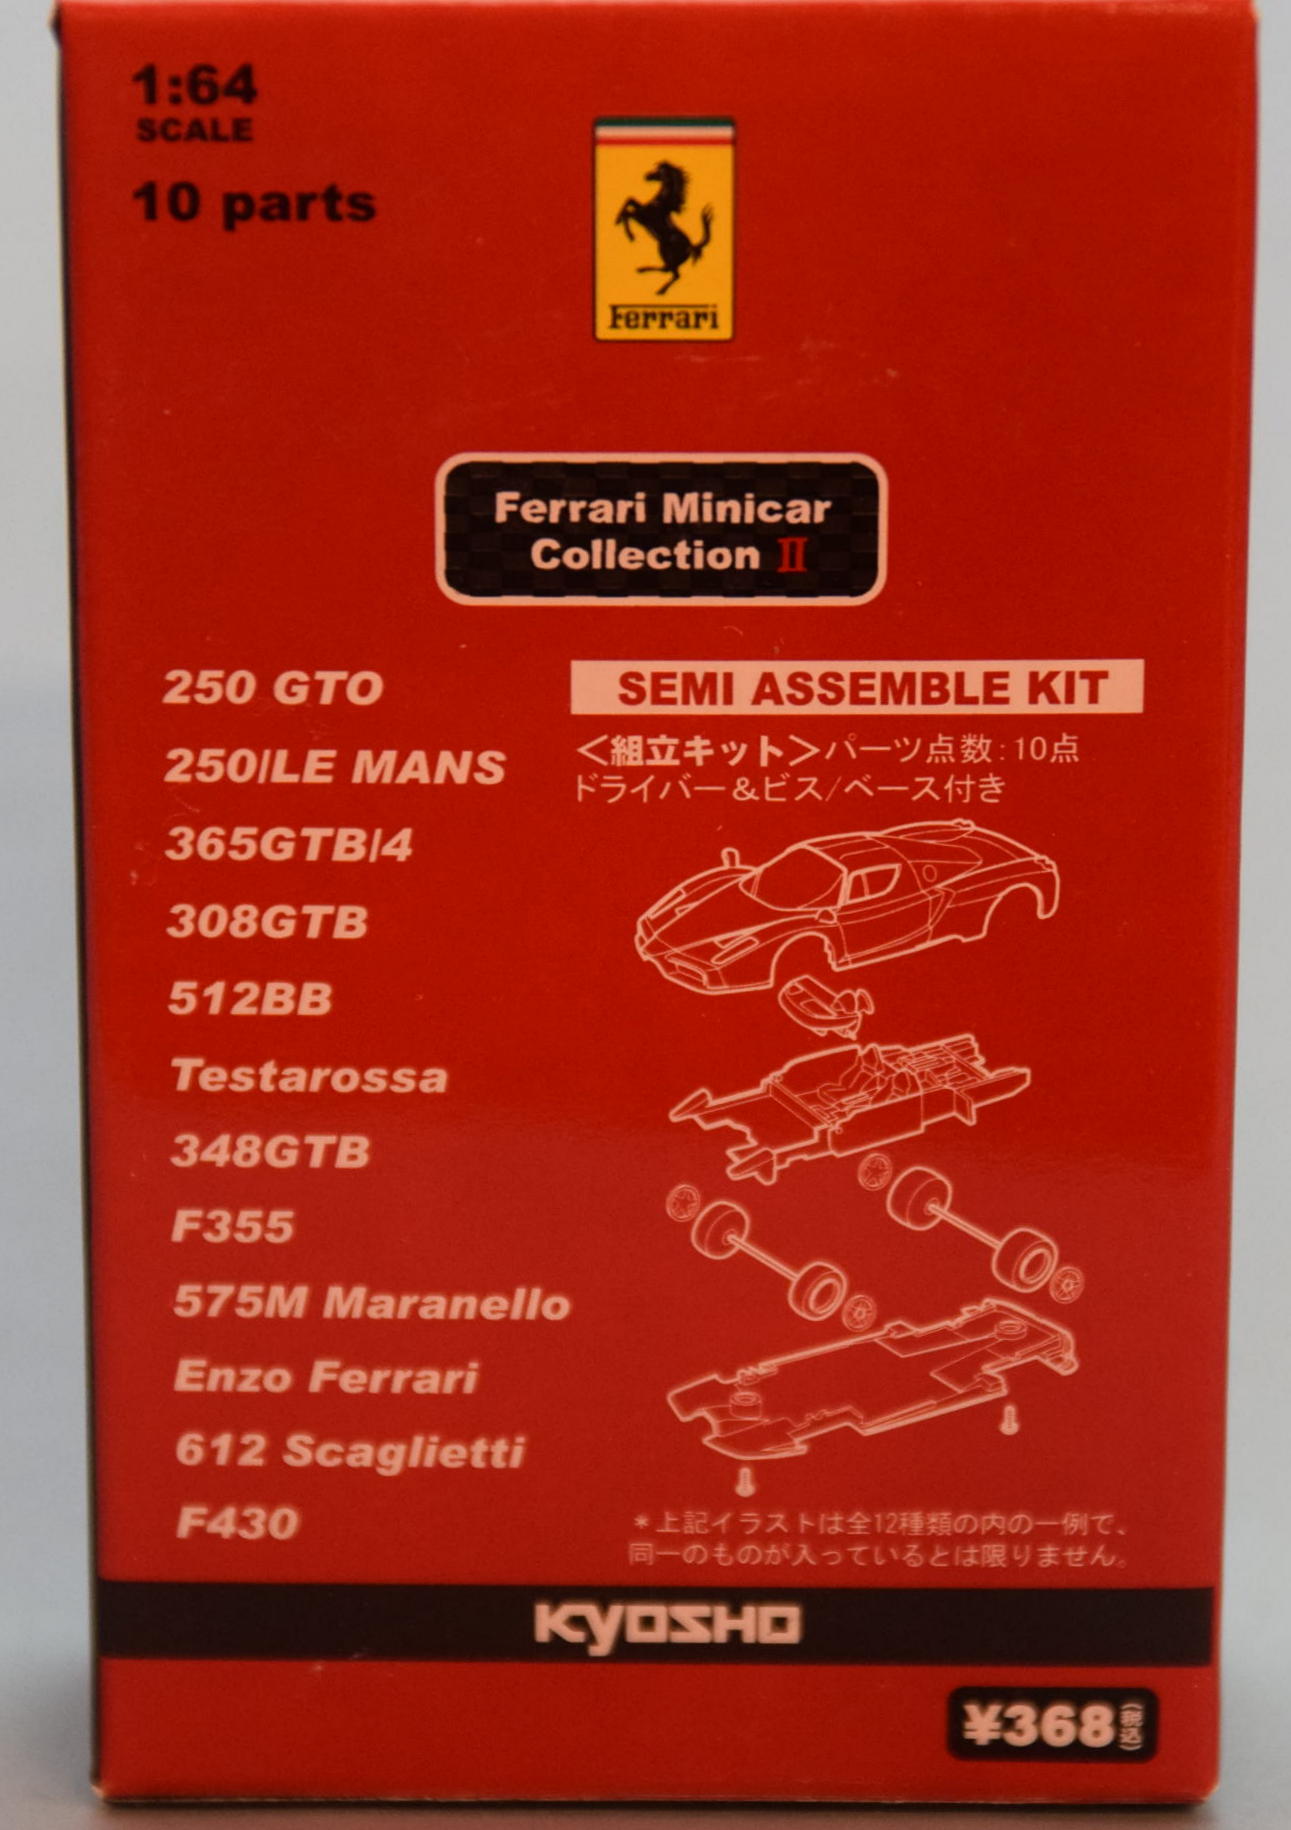 1:64
SCALE
10 parts
Ferrari
Ferrari Minicar
Collection II
250 GTO
250/LE MANS
365GTB/4
308GTB
512BB
Testarossa
348GTB
F355
575M Maranello
Enzo Ferrari
612 Scaglietti
F430
SEMI ASSEMBLE KIT
<組立キット>パーツ点数:10点
ドライバー&ビス/ベース付き
*上記イラストは全12種類の内の一例で、
同一のものが入っているとは限りません。
KYOSHO
¥368(税込)